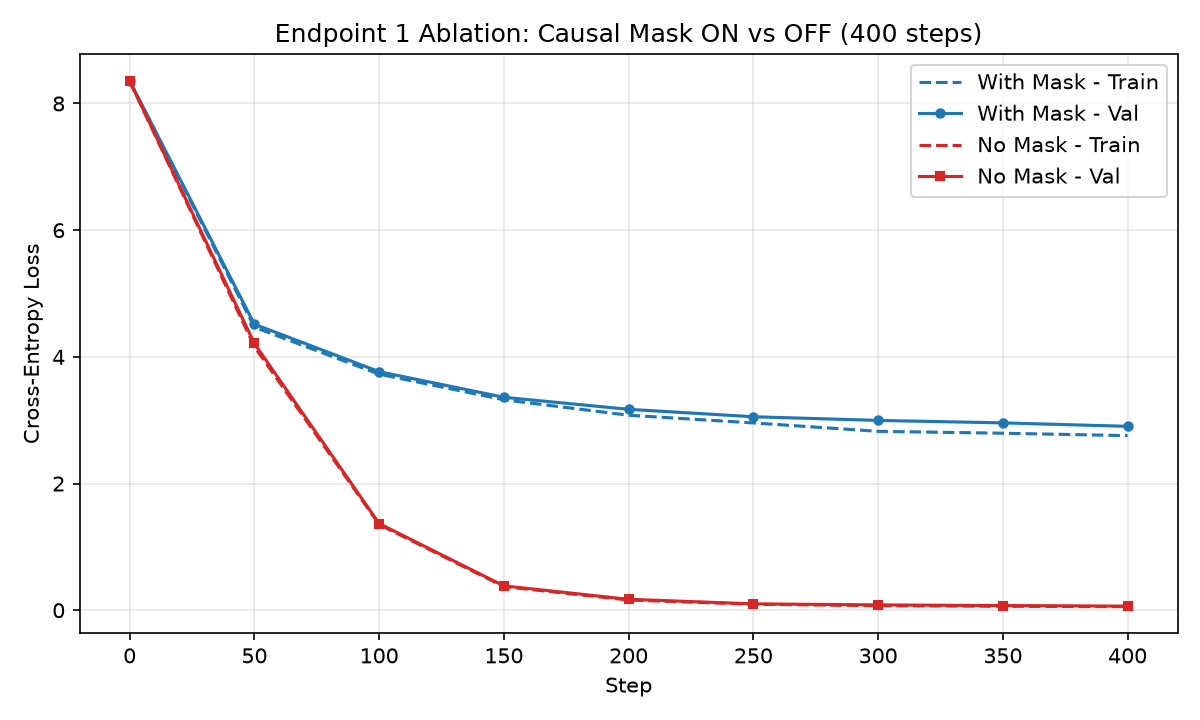 Endpoint 1 Ablation: Causal Mask ON vs OFF (400 steps)
With Mask - Train
With Mask - Val
No Mask - Train
No Mask - Val
Cross-Entropy Loss
8
6
4
2
0
0 50 100 150 200 250 300 350 400
Step